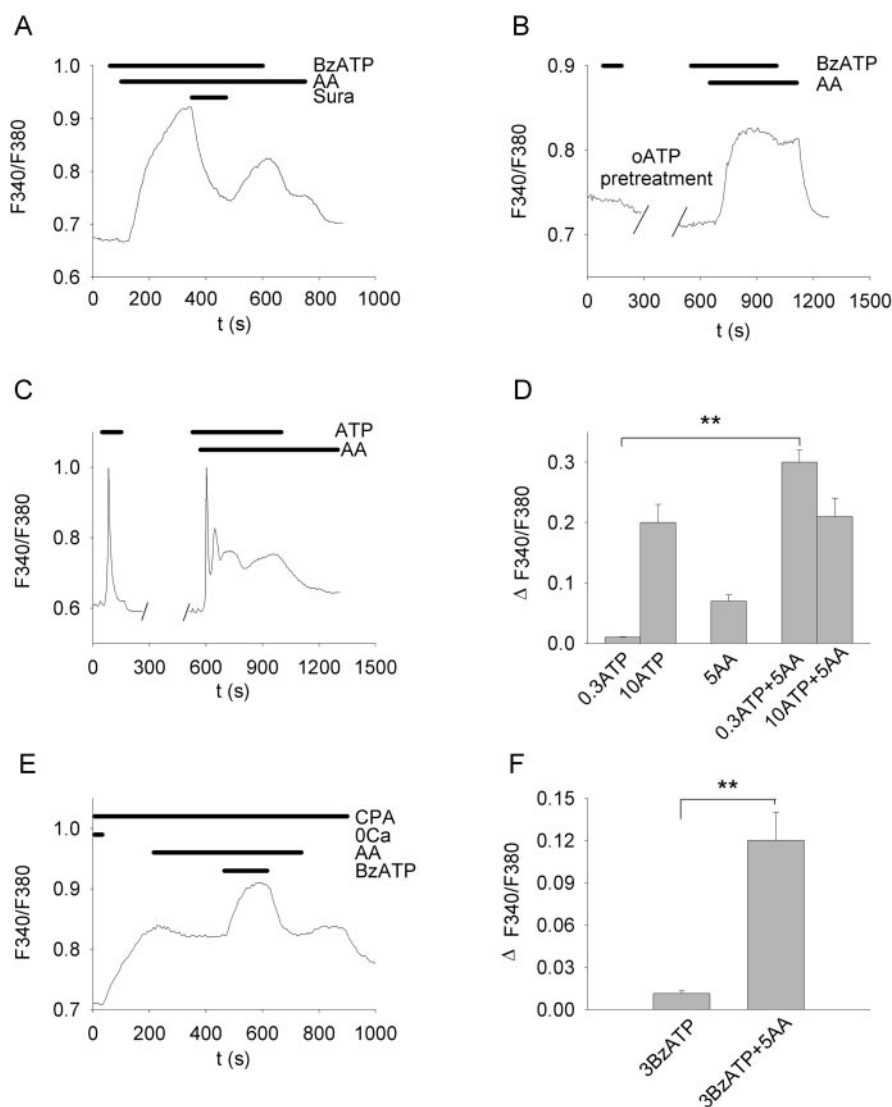 A
BzATP
AA
Sura
1.0
0.9
0.8
0.7
0.6
F340/F380
0 200 400 600 800 1000
t (s)
B
BzATP
AA
0.9
0.8
0.7
oATP
pretreatment
F340/F380
0 300 600 900 1200 1500
t (s)
C
ATP
AA
1.0
0.8
0.6
F340/F380
0 300 600 900 1200 1500
t (s)
D
**
0.3
0.2
0.1
0.0
Δ F340/F380
0.3ATP
10ATP
5AA
0.3ATP+5AA
10ATP+5AA
E
CPA
0Ca
AA
BzATP
1.0
0.9
0.8
0.7
F340/F380
0 200 400 600 800 1000
t (s)
F
**
0.15
0.12
0.09
0.06
0.03
0.00
Δ F340/F380
3BzATP
3BzATP+5AA